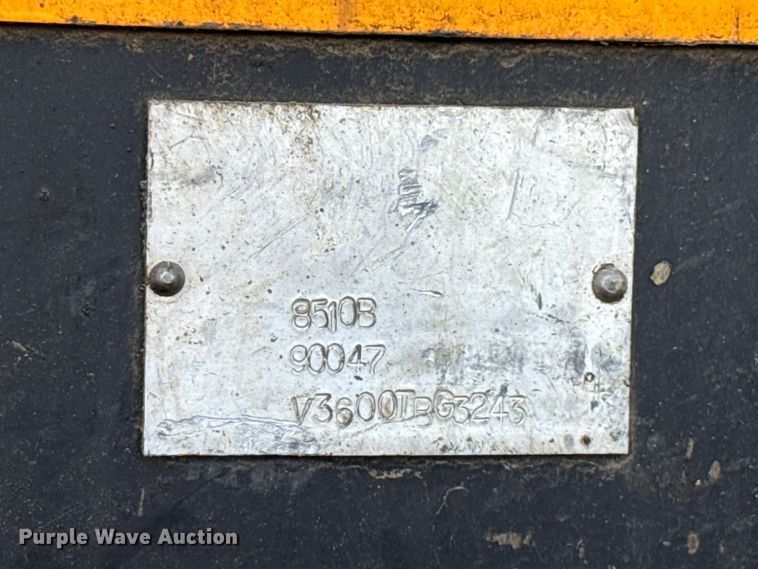 8510B
90047
V3600TBG3243
Purple Wave Auction